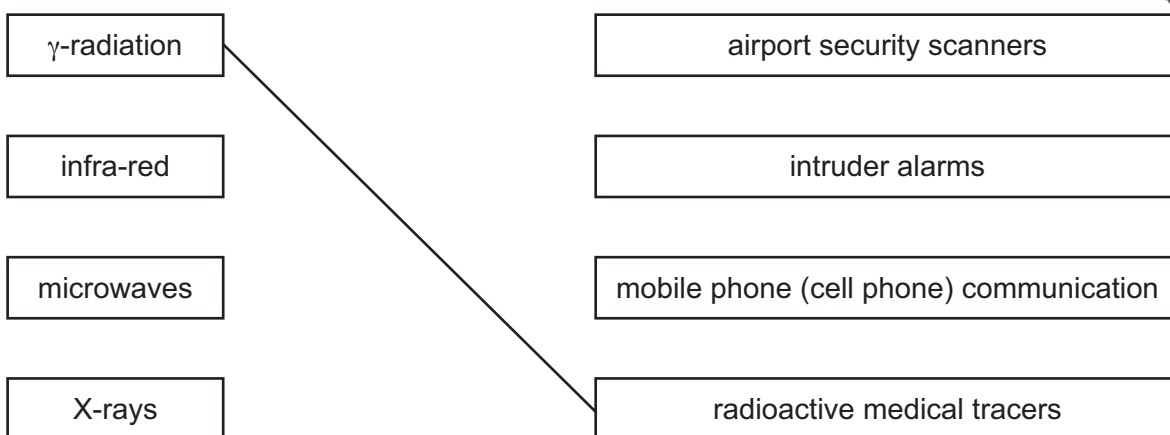 γ-radiation
airport security scanners
infra-red
intruder alarms
microwaves
mobile phone (cell phone) communication
X-rays
radioactive medical tracers